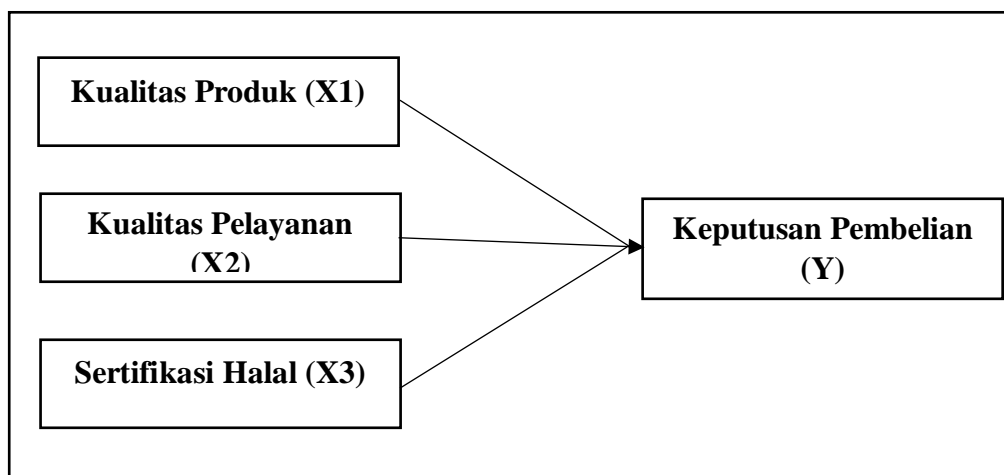 Kualitas Produk (X1)
Kualitas Pelayanan
(X2)
Keputusan Pembelian
(Y)
Sertifikasi Halal (X3)